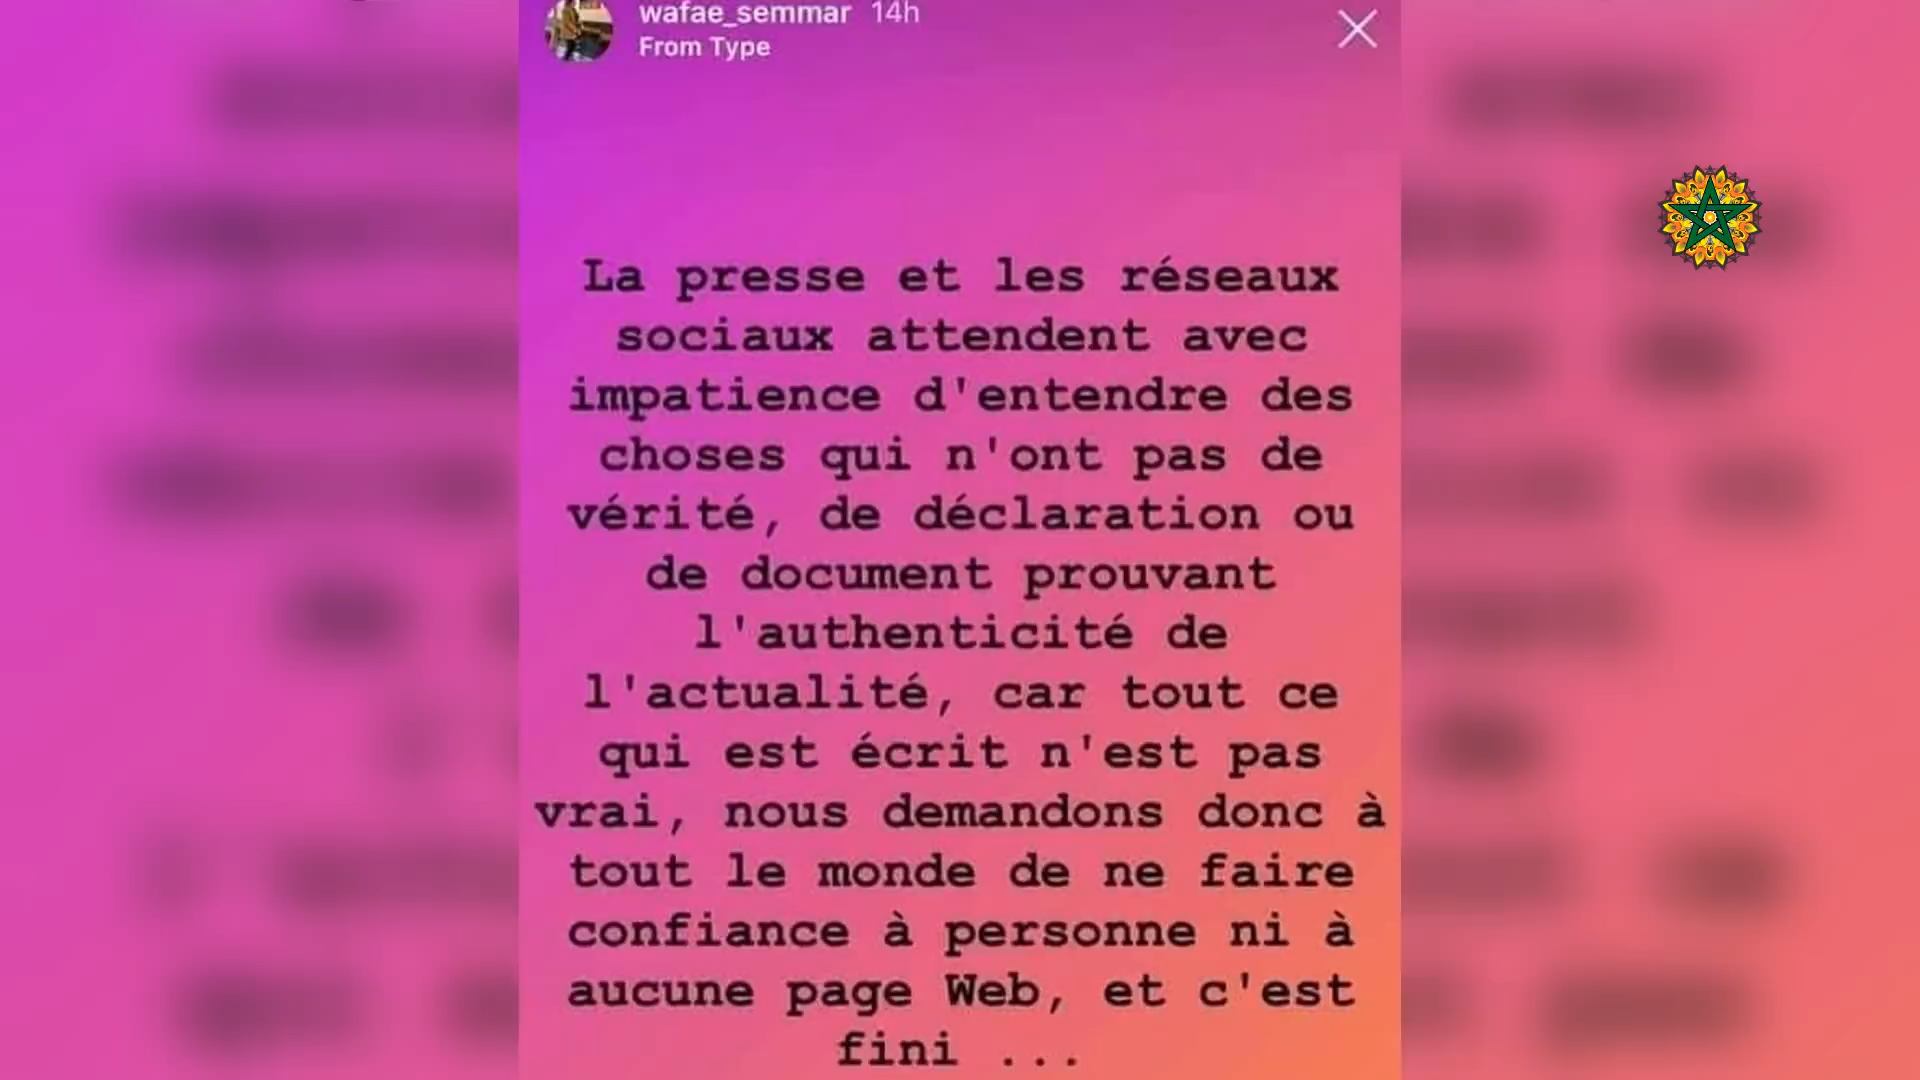 wafae_semmar 14h
From Type
La presse et les réseaux
sociaux attendent avec
impatience d'entendre des
choses qui n'ont pas de
vérité, de déclaration ou
de document prouvant
l'authenticité de
l'actualité, car tout ce
qui est écrit n'est pas
vrai, nous demandons donc à
tout le monde de ne faire
confiance à personne ni à
aucune page Web, et c'est
fini ...